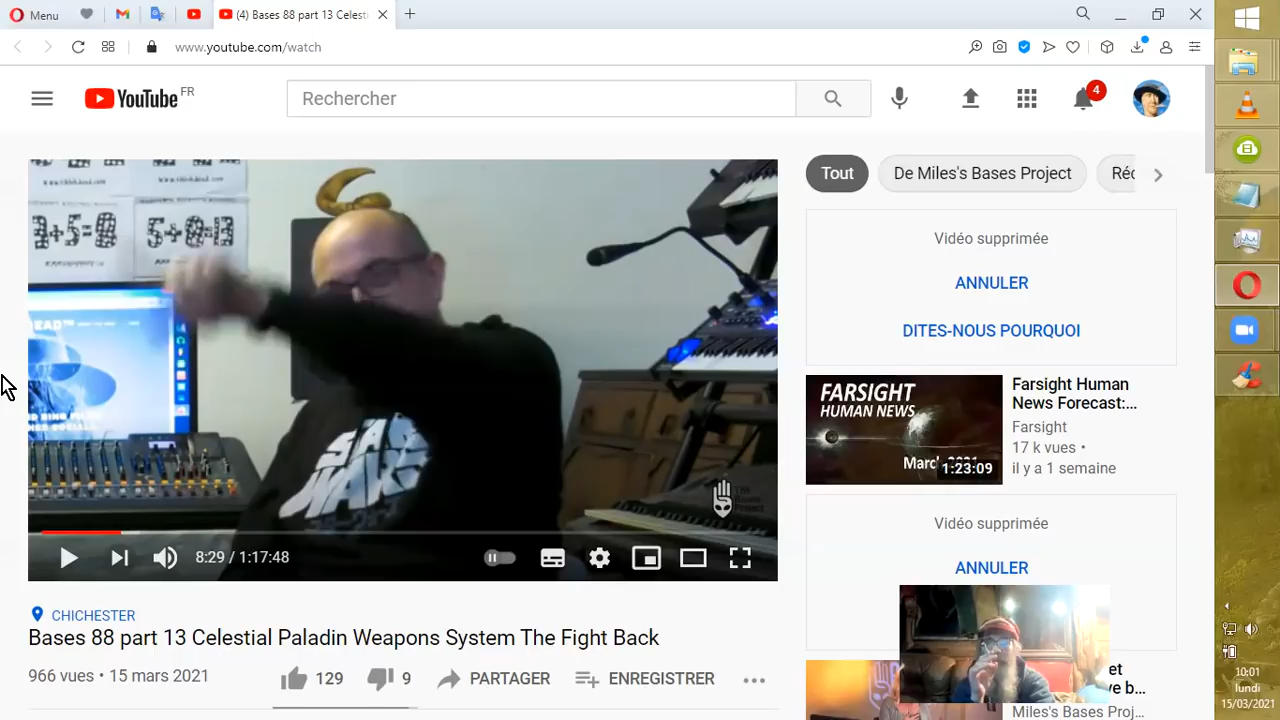 Menu
(4) Bases 88 part 13 Celesti
www.youtube.com/watch
YouTube FR
Rechercher
4
Tout
De Miles's Bases Project
Réc
1+5=8
5+8=13
Vidéo supprimée
ANNULER
DITES-NOUS POURQUOI
FARSIGHT
HUMAN NEWS
1:23:09
Farsight Human
News Forecast:...
Farsight
17 k vues •
il y a 1 semaine
Vidéo supprimée
ANNULER
8:29 / 1:17:48
CHICHESTER
Bases 88 part 13 Celestial Paladin Weapons System The Fight Back
966 vues • 15 mars 2021
129
9
PARTAGER
ENREGISTRER
et
ve b...
Miles's Bases Proj...
10:01
lundi
15/03/2021